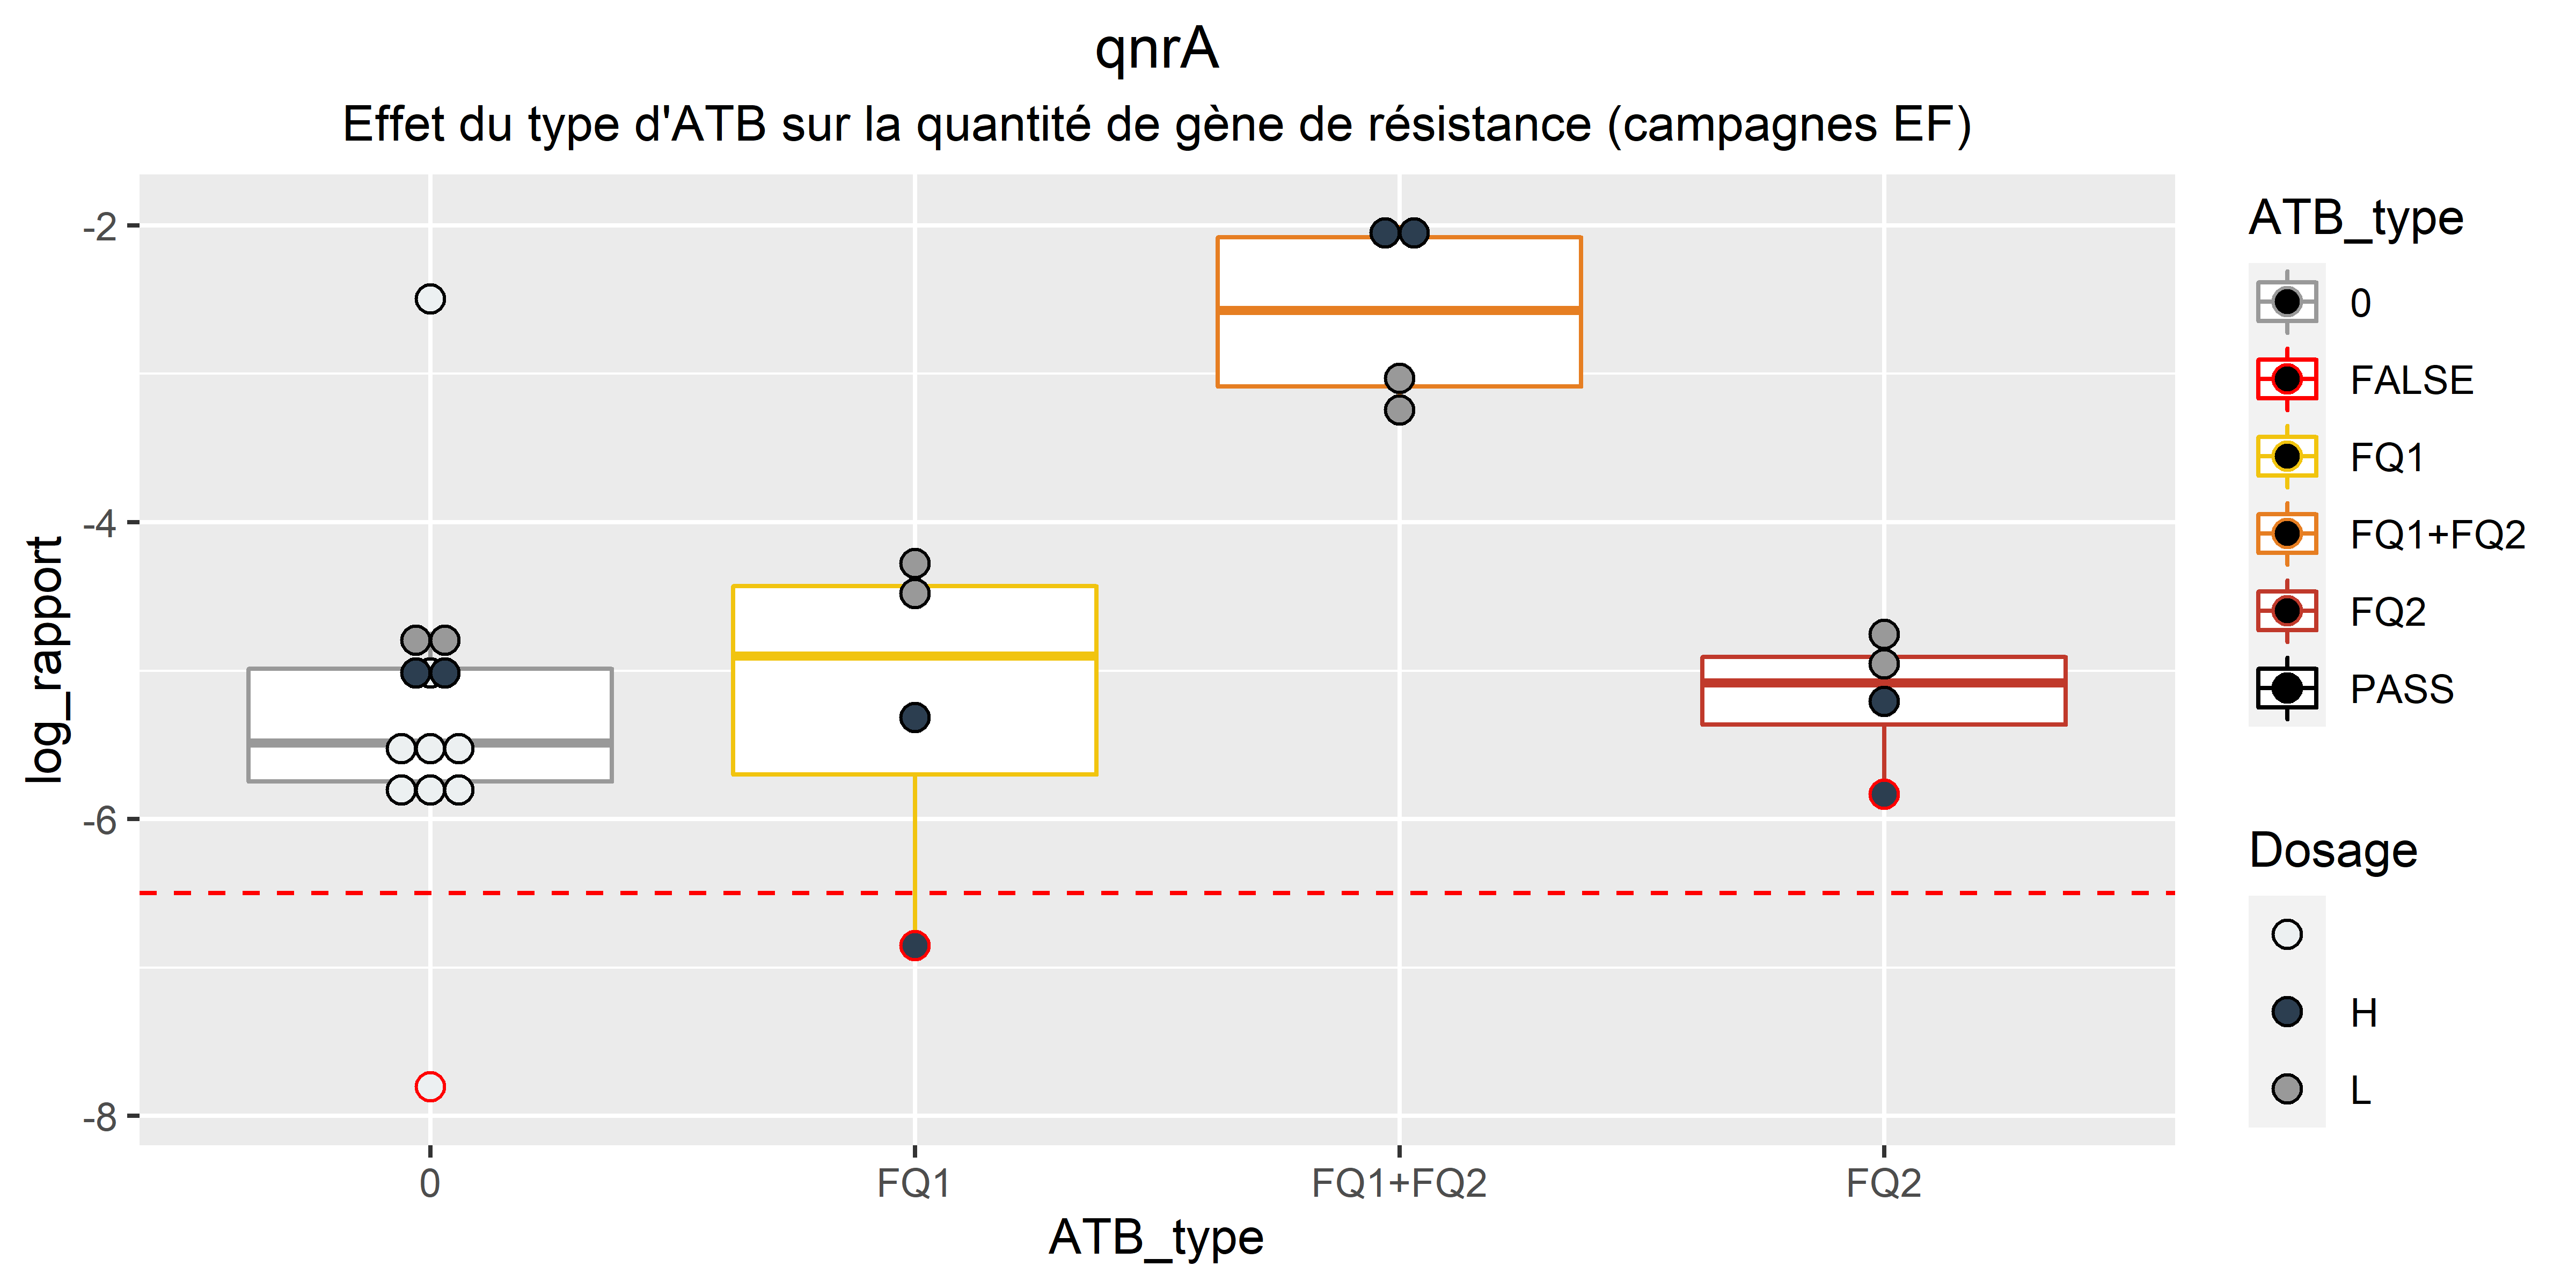 qnrA
Effet du type d'ATB sur la quantité de gène de résistance (campagnes EF)
log_rapport
-2
-4
-6
-8
0
FQ1
FQ1+FQ2
FQ2
ATB_type
ATB_type
0
FALSE
FQ1
FQ1+FQ2
FQ2
PASS
Dosage
H
L